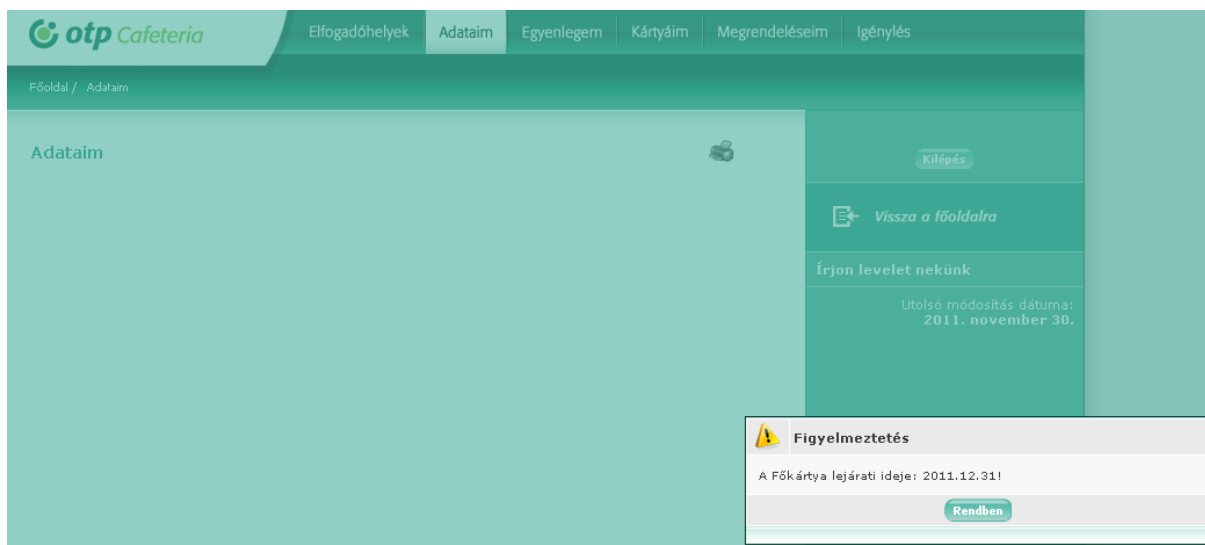 otp Cafeteria
Elfogadóhelyek Adataim Egyenlegem Kártyáim Megrendeléseim Igénylés
Főoldal / Adataim
Adataim
Kilépés
Vissza a főoldalra
Írjon levelet nekünk
Utolsó módosítás dátuma:
2011. november 30.
Figyelmeztetés
A Főkártya lejárati ideje: 2011.12.31!
Rendben